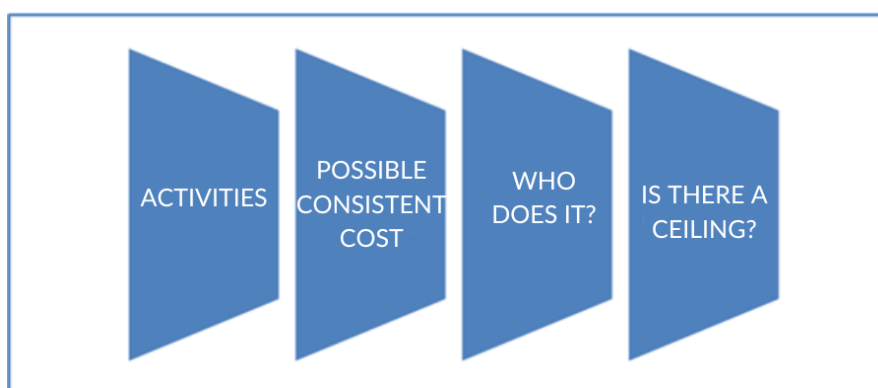 ACTIVITIES
POSSIBLE
CONSISTENT
COST
WHO
DOES IT?
IS THERE A
CEILING?